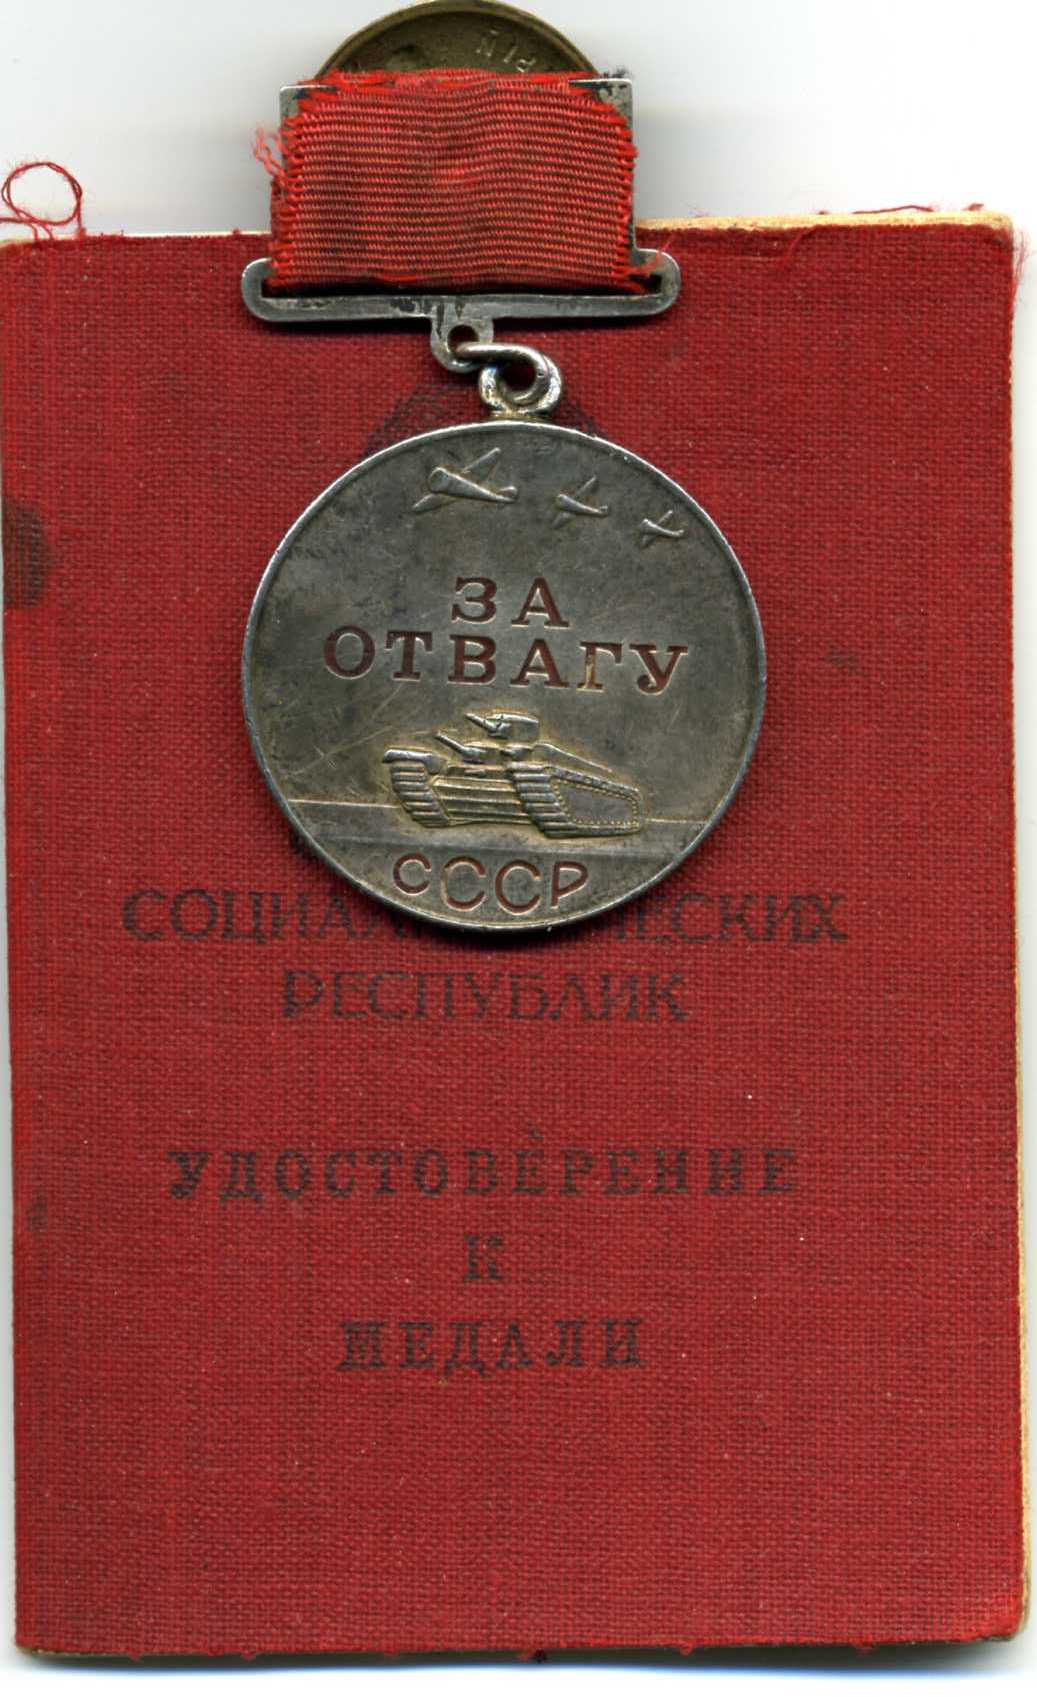 ЗА
ОТВАГУ
СССР
РЕСПУБЛИК
УДОСТОВЕРЕНИЕ
К
МЕДАЛИ